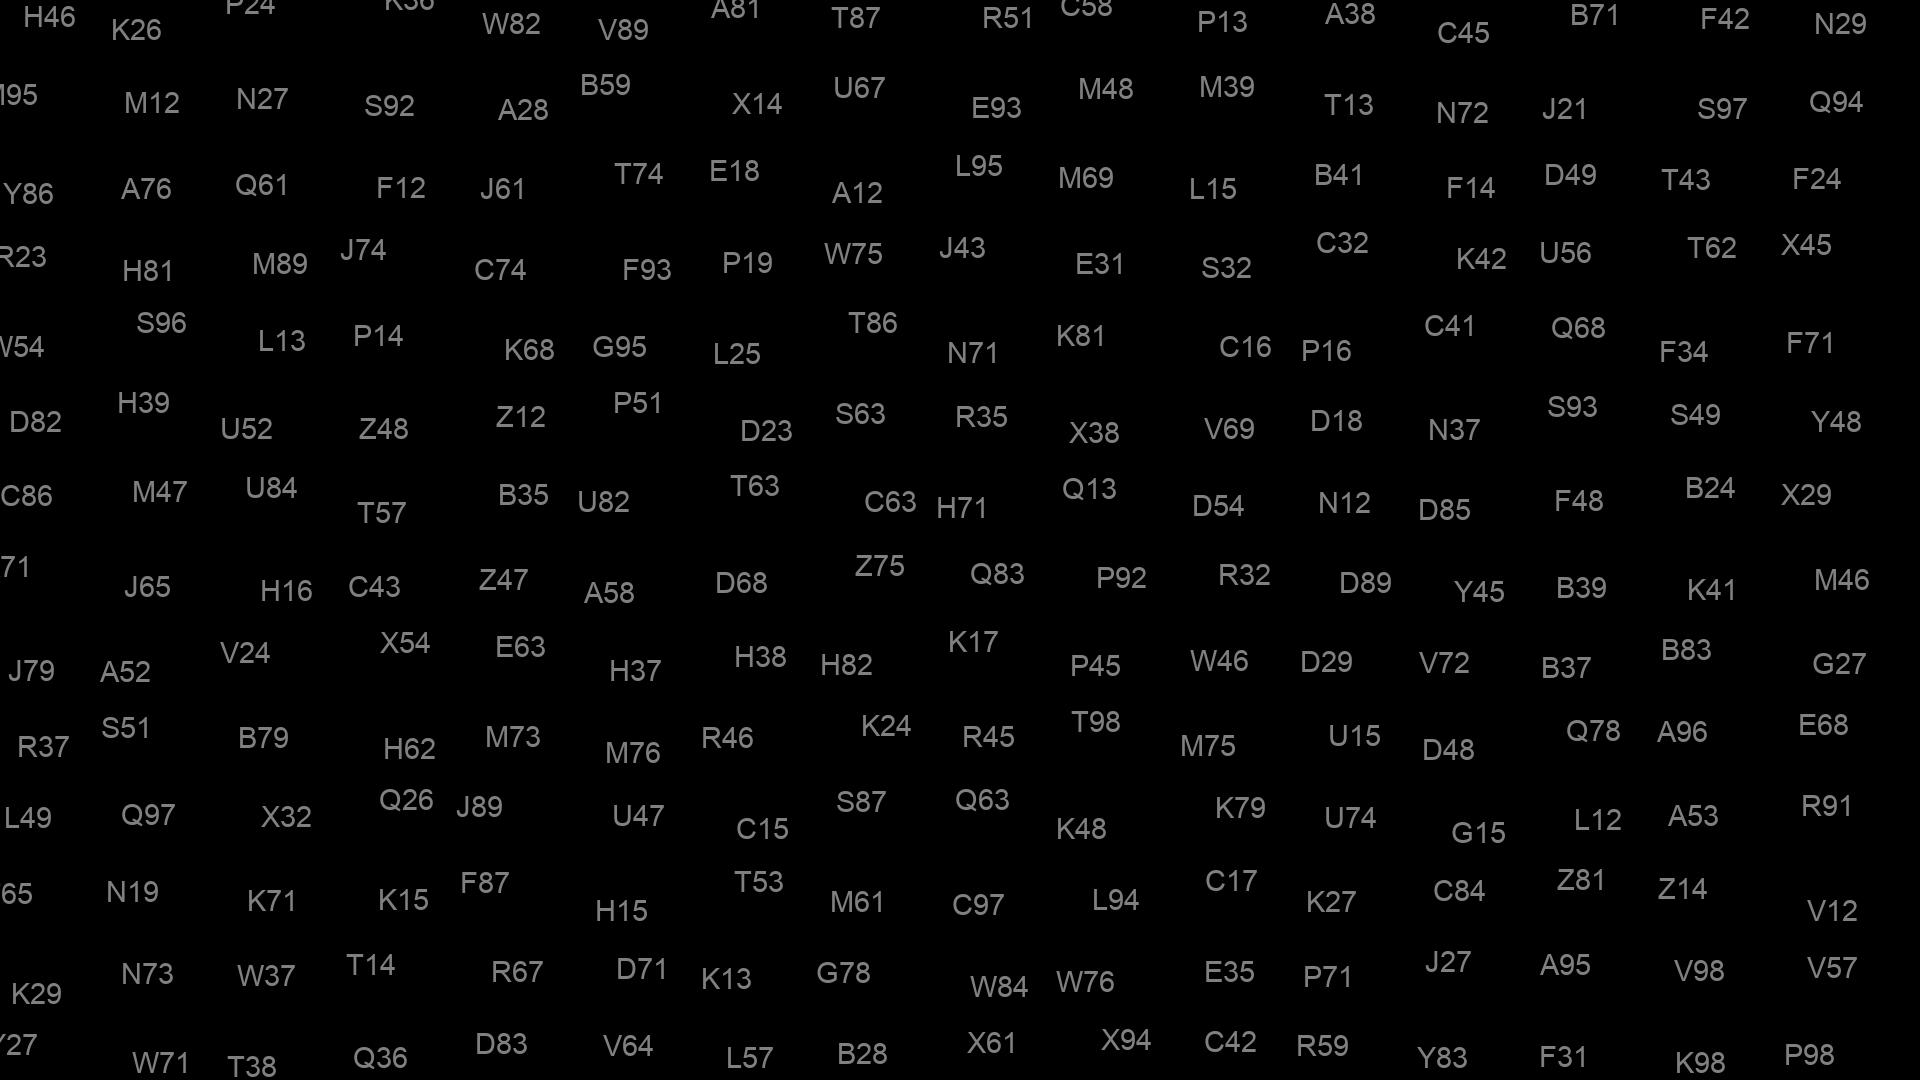 H46 K26 P24 K36 W82 V89 A81 T87 R51 C58 P13 A38 C45 B71 F42 N29
M95 M12 N27 S92 A28 B59 X14 U67 E93 M48 M39 T13 N72 J21 S97 Q94
Y86 A76 Q61 F12 J61 T74 E18 A12 L95 M69 L15 B41 F14 D49 T43 F24
R23 H81 M89 J74 C74 F93 P19 W75 J43 E31 S32 C32 K42 U56 T62 X45
W54 S96 L13 P14 K68 G95 L25 T86 N71 K81 C16 P16 C41 Q68 F34 F71
D82 H39 U52 Z48 Z12 P51 D23 S63 R35 X38 V69 D18 N37 S93 S49 Y48
C86 M47 U84 T57 B35 U82 T63 C63 H71 Q13 D54 N12 D85 F48 B24 X29
71 J65 H16 C43 Z47 A58 D68 Z75 Q83 P92 R32 D89 Y45 B39 K41 M46
J79 A52 V24 X54 E63 H37 H38 H82 K17 P45 W46 D29 V72 B37 B83 G27
R37 S51 B79 H62 M73 M76 R46 K24 R45 T98 M75 U15 D48 Q78 A96 E68
L49 Q97 X32 Q26 J89 U47 C15 S87 Q63 K48 K79 U74 G15 L12 A53 R91
65 N19 K71 K15 F87 H15 T53 M61 C97 L94 C17 K27 C84 Z81 Z14 V12
K29 N73 W37 T14 R67 D71 K13 G78 W84 W76 E35 P71 J27 A95 V98 V57
Y27 W71 T38 Q36 D83 V64 L57 B28 X61 X94 C42 R59 Y83 F31 K98 P98